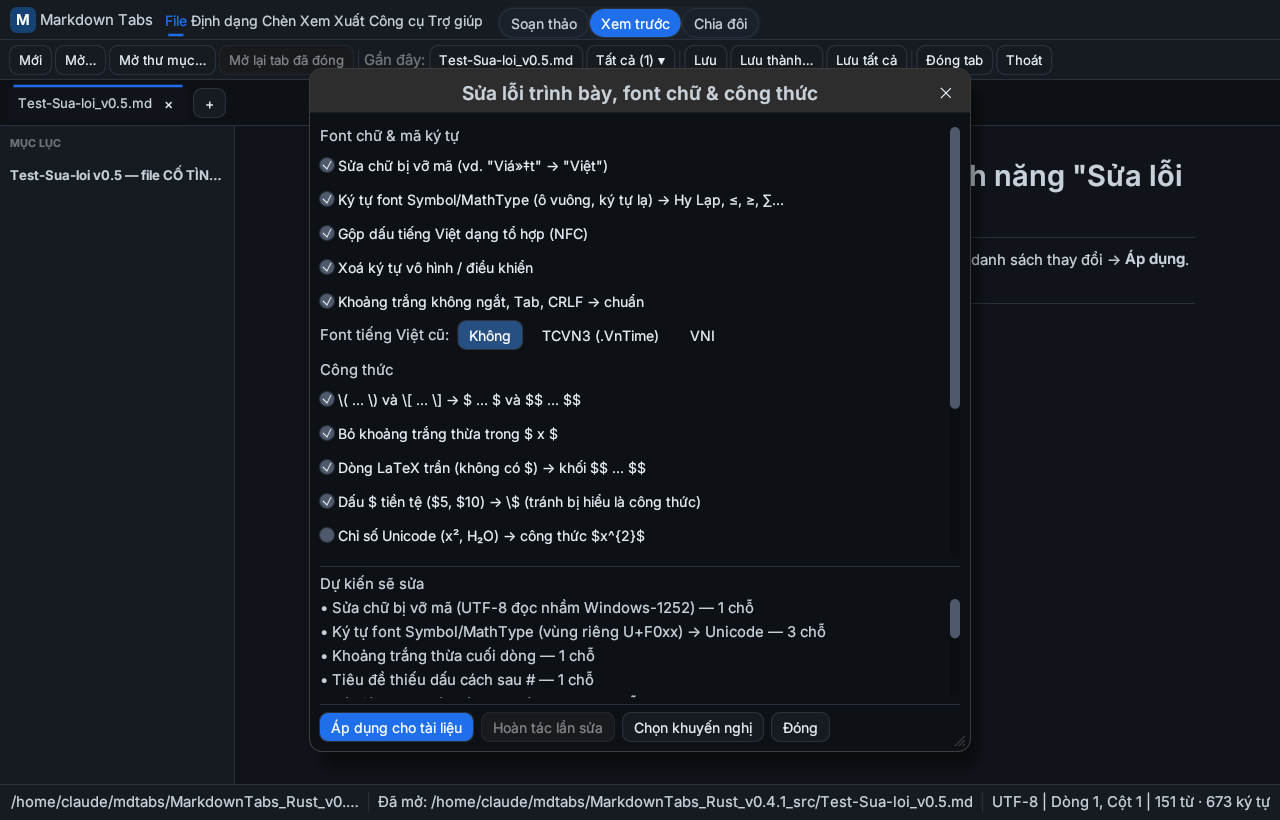 M Markdown Tabs File Định dạng Chèn Xem Xuất Công cụ Trợ giúp Soạn thảo Xem trước Chia đôi
Mới Mở... Mở thư mục... Mở lại tab đã đóng Gần đây: Test-Sua-loi_v0.5.md Tất cả (1) ▾ Lưu Lưu thành... Lưu tất cả Đóng tab Thoát
Test-Sua-loi_v0.5.md × +
MỤC LỤC
Test-Sua-loi v0.5 — file CỐ TÌN...
h năng "Sửa lỗi
danh sách thay đổi → Áp dụng.
Sửa lỗi trình bày, font chữ & công thức ×
Font chữ & mã ký tự
Sửa chữ bị vỡ mã (vd. "Viá»‡t" → "Việt")
Ký tự font Symbol/MathType (ô vuông, ký tự lạ) → Hy Lạp, ≤, ≥, ∑...
Gộp dấu tiếng Việt dạng tổ hợp (NFC)
Xoá ký tự vô hình / điều khiển
Khoảng trắng không ngắt, Tab, CRLF → chuẩn
Font tiếng Việt cũ: Không TCVN3 (.VnTime) VNI
Công thức
\( ... \) và \[ ... \] → $ ... $ và $$ ... $$
Bỏ khoảng trắng thừa trong $ x $
Dòng LaTeX trần (không có $) → khối $$ ... $$
Dấu $ tiền tệ ($5, $10) → \$ (tránh bị hiểu là công thức)
Chỉ số Unicode (x², H₂O) → công thức $x^{2}$
Dự kiến sẽ sửa
• Sửa chữ bị vỡ mã (UTF-8 đọc nhầm Windows-1252) — 1 chỗ
• Ký tự font Symbol/MathType (vùng riêng U+F0xx) → Unicode — 3 chỗ
• Khoảng trắng thừa cuối dòng — 1 chỗ
• Tiêu đề thiếu dấu cách sau # — 1 chỗ
Áp dụng cho tài liệu Hoàn tác lần sửa Chọn khuyến nghị Đóng
/home/claude/mdtabs/MarkdownTabs_Rust_v0.... Đã mở: /home/claude/mdtabs/MarkdownTabs_Rust_v0.4.1_src/Test-Sua-loi_v0.5.md UTF-8 | Dòng 1, Cột 1 | 151 từ · 673 ký tự